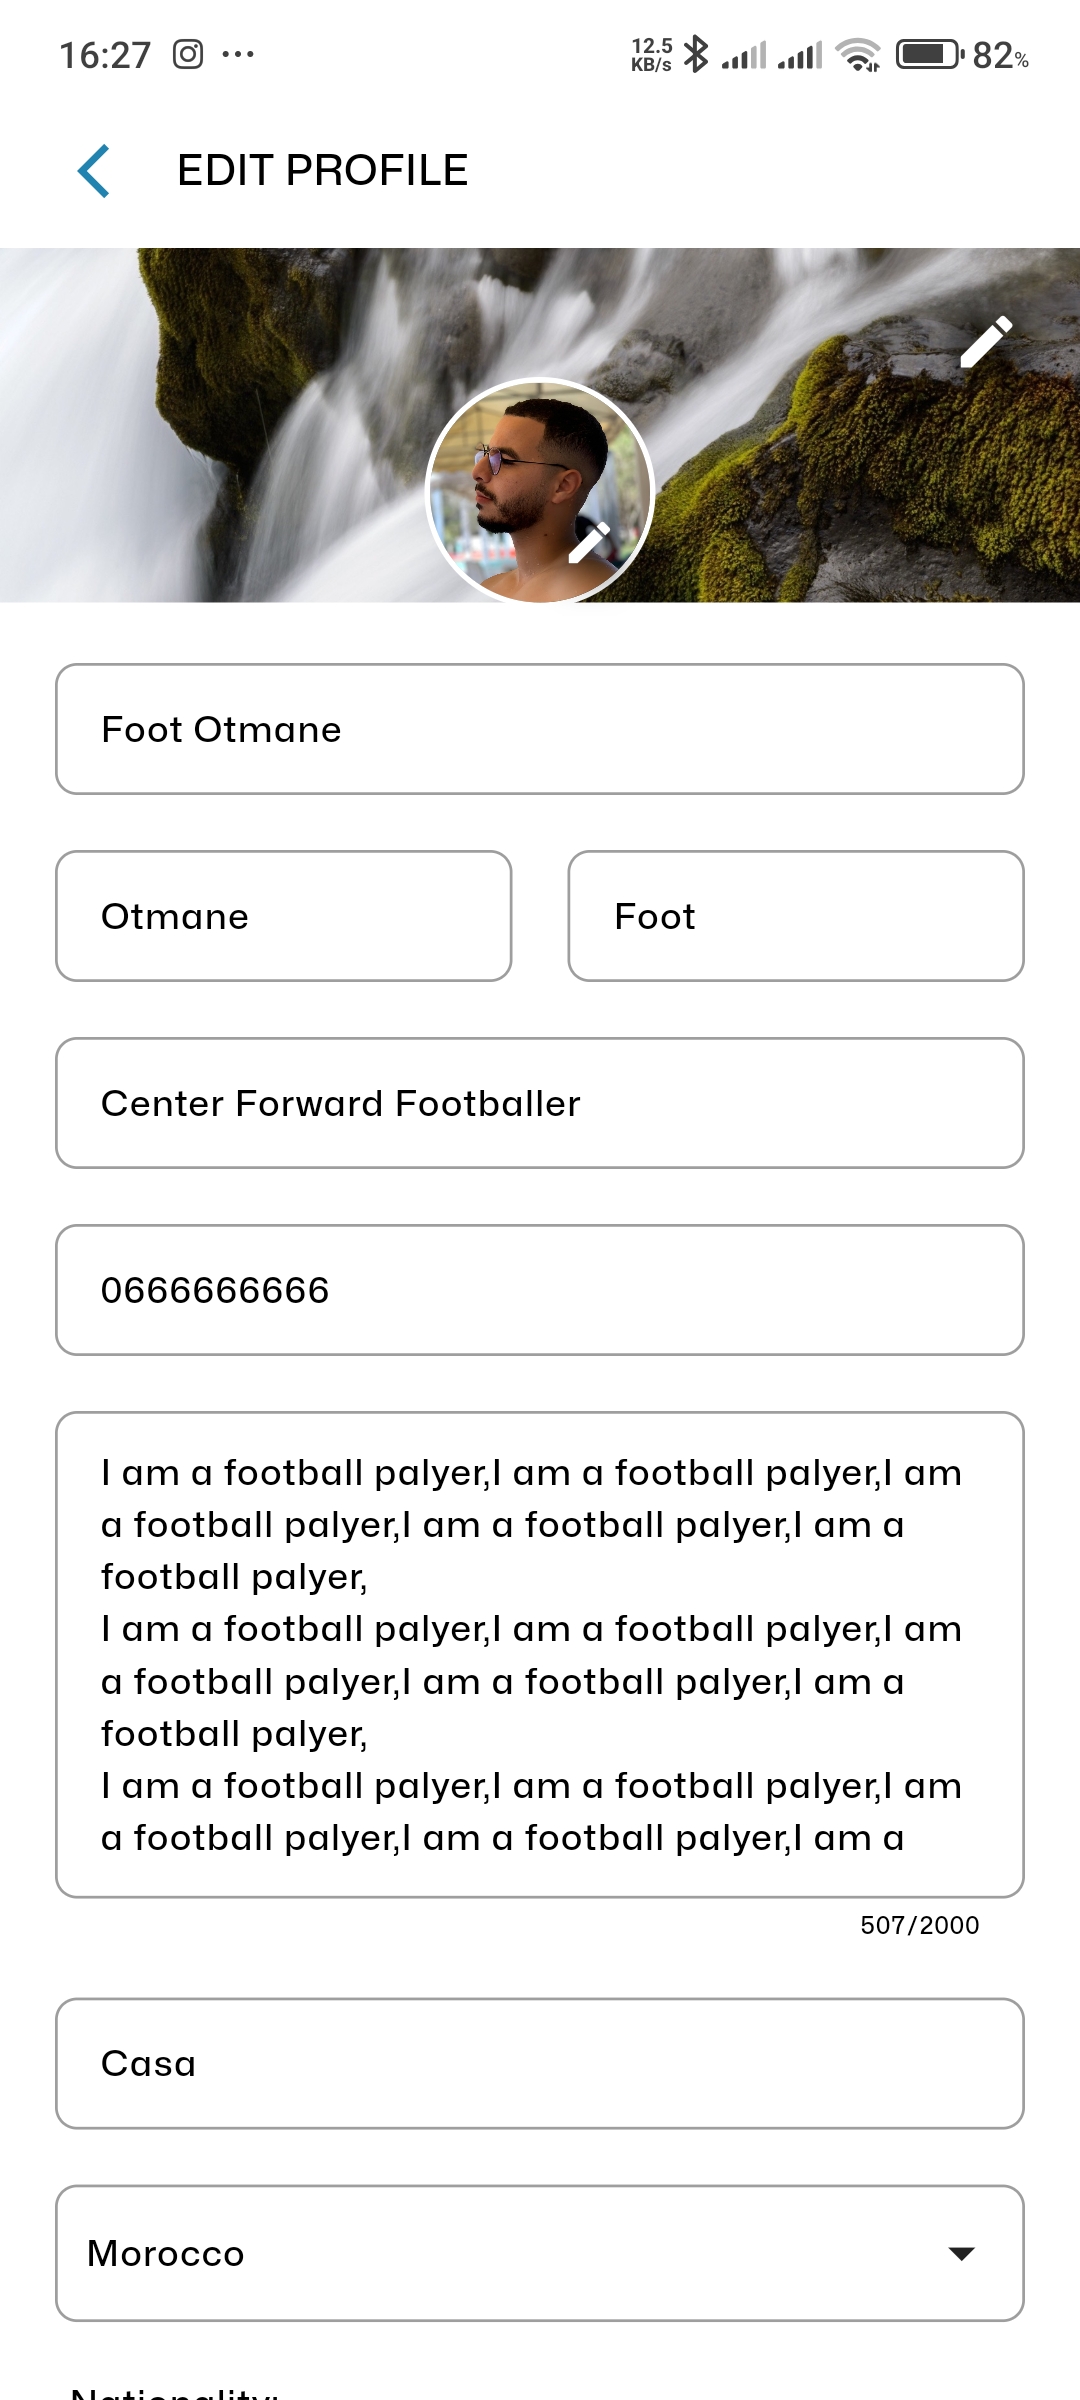 16:27 ... 12.5 KB/s 82%
EDIT PROFILE
Foot Otmane
Otmane Foot
Center Forward Footballer
0666666666
I am a football palyer,I am a football palyer,I am
a football palyer,I am a football palyer,I am a
football palyer,
I am a football palyer,I am a football palyer,I am
a football palyer,I am a football palyer,I am a
football palyer,
I am a football palyer,I am a football palyer,I am
a football palyer,I am a football palyer,I am a
507/2000
Casa
Morocco
Nationality: